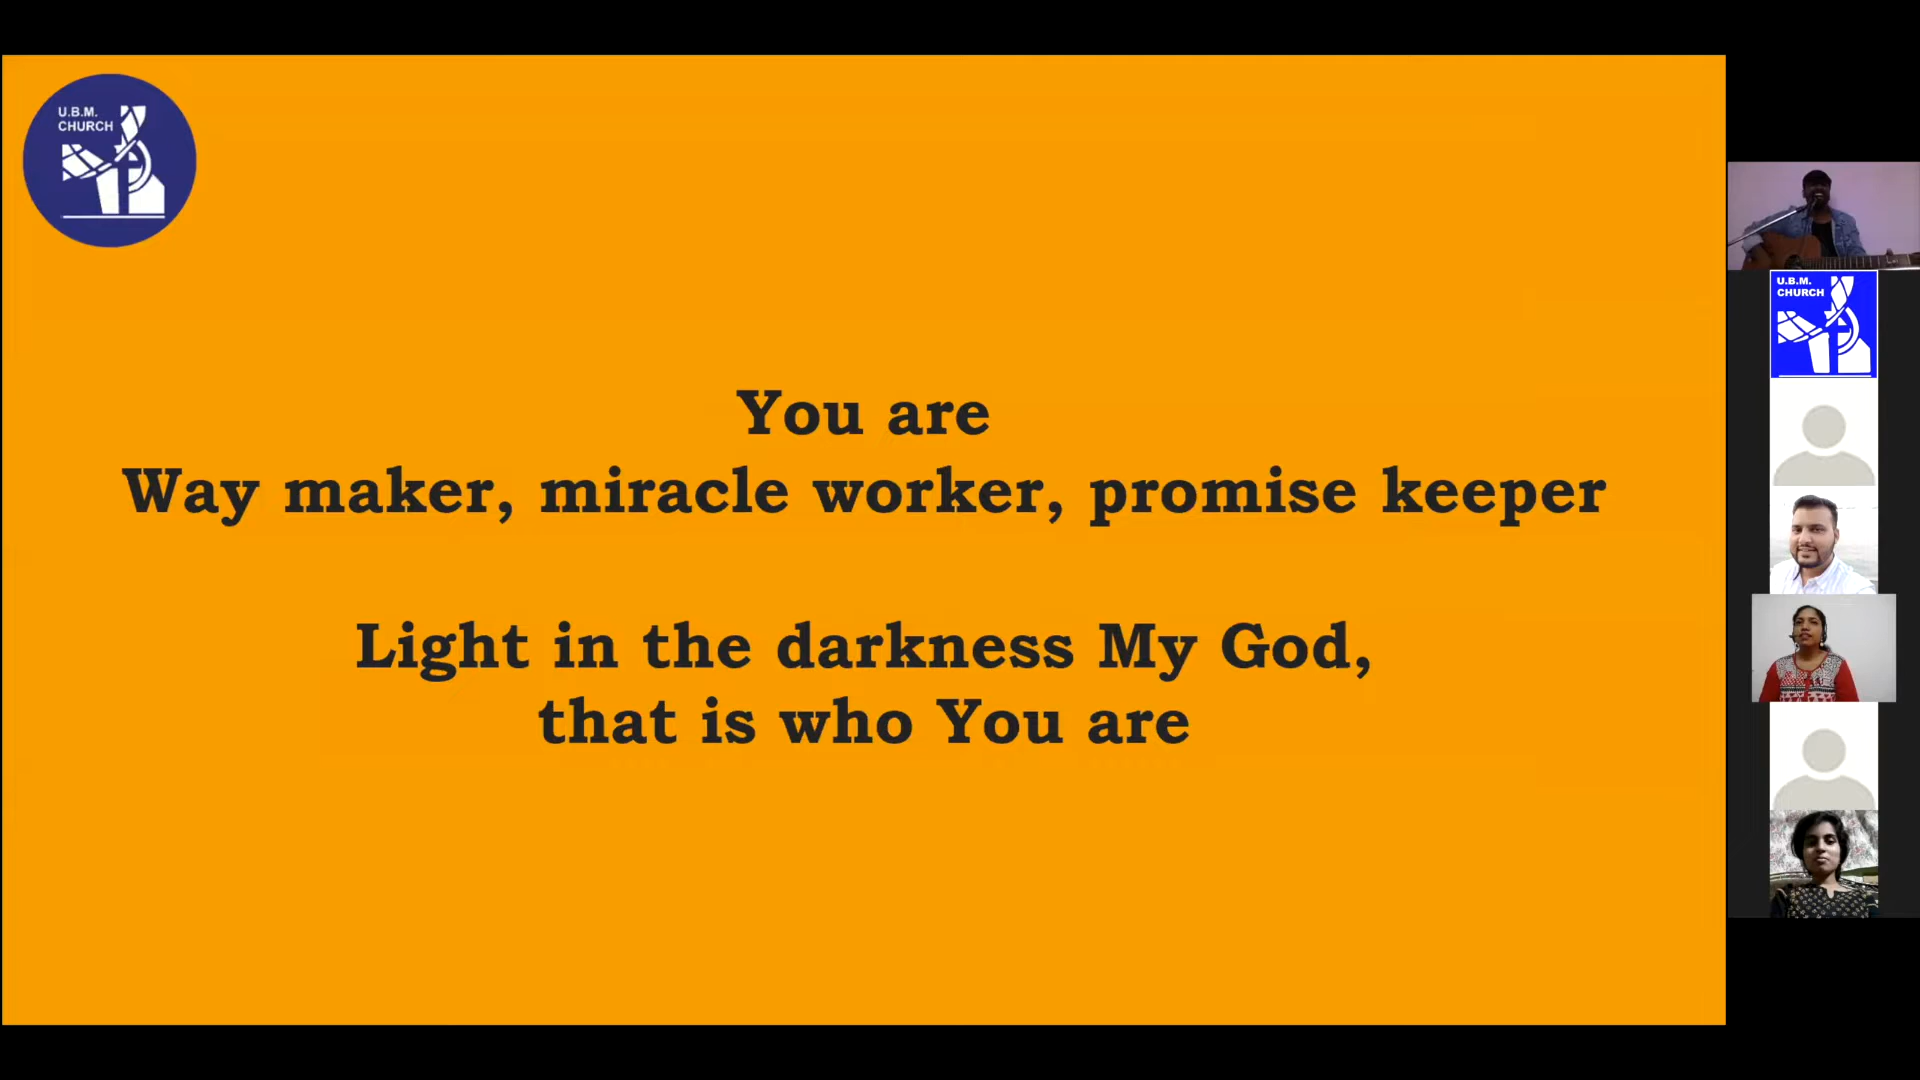 U.B.M.
CHURCH
You are
Way maker, miracle worker, promise keeper
Light in the darkness My God,
that is who You are
U.B.M.
CHURCH